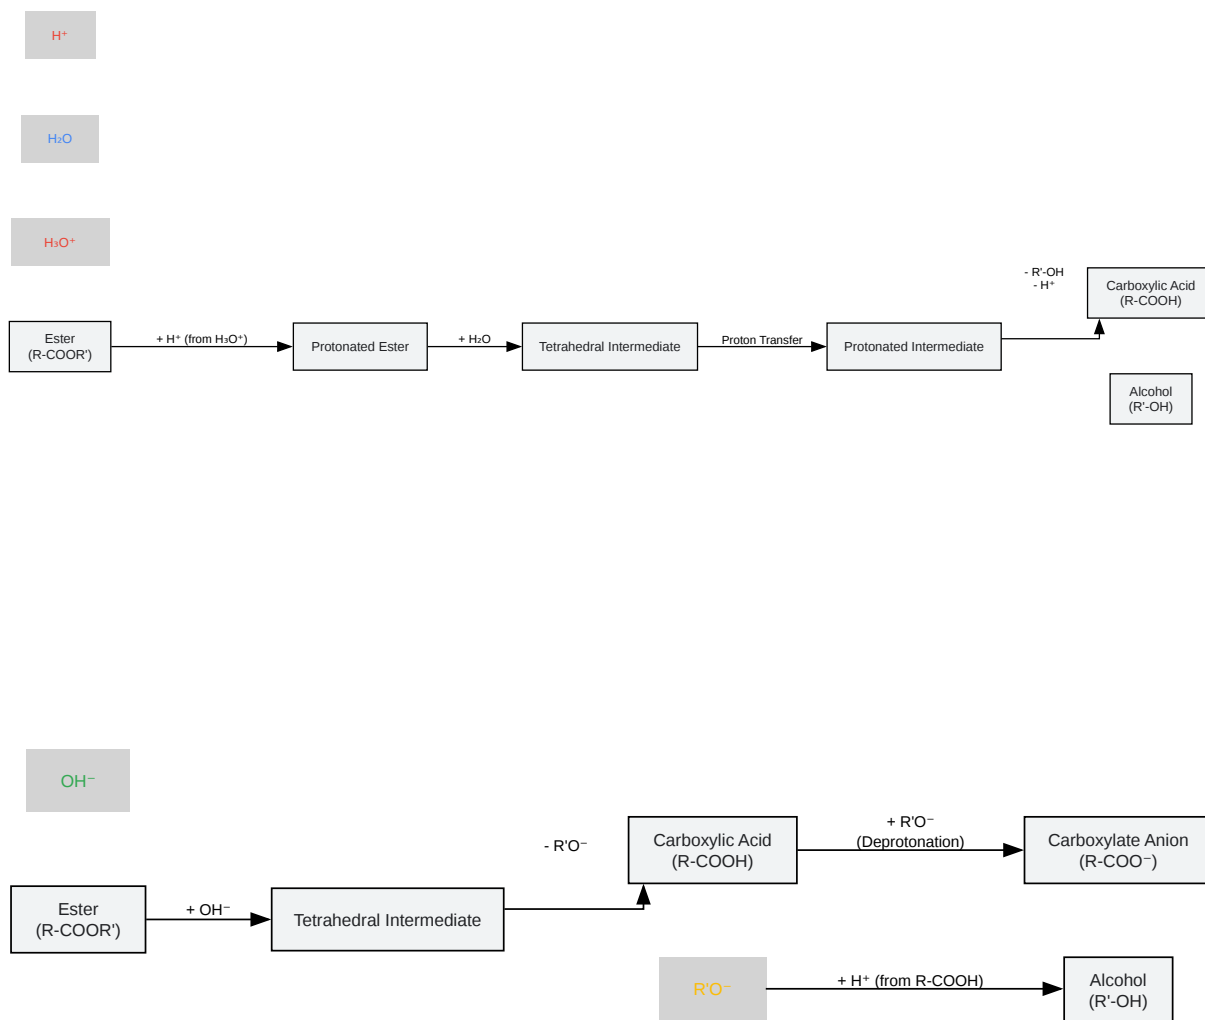 H⁺
H₂O
H₃O⁺
- R'-OH
- H⁺
Carboxylic Acid
(R-COOH)
Ester
(R-COOR')
+ H⁺ (from H₃O⁺)
Protonated Ester
+ H₂O
Tetrahedral Intermediate
Proton Transfer
Protonated Intermediate
Alcohol
(R'-OH)
OH⁻
- R'O⁻
Carboxylic Acid
(R-COOH)
+ R'O⁻
(Deprotonation)
Carboxylate Anion
(R-COO⁻)
Ester
(R-COOR')
+ OH⁻
Tetrahedral Intermediate
R'O⁻
+ H⁺ (from R-COOH)
Alcohol
(R'-OH)